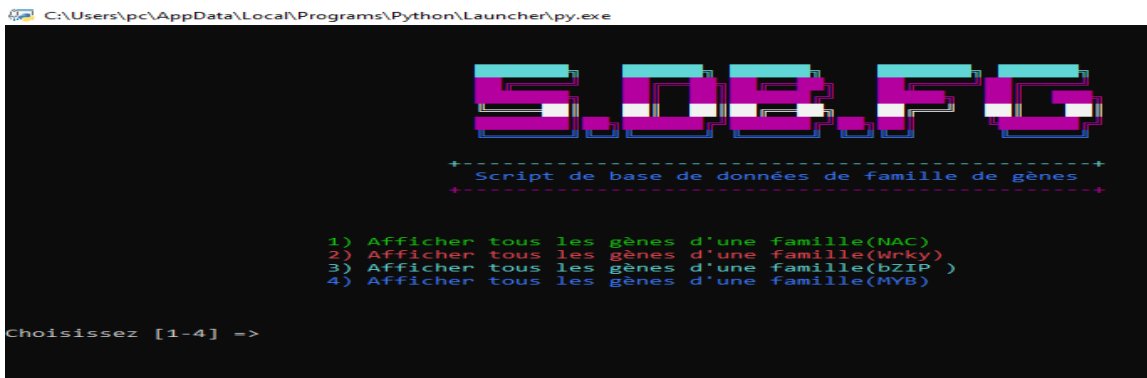 C:\Users\pc\AppData\Local\Programs\Python\Launcher\py.exe
S.DB.FG
Script de base de données de famille de gènes
1) Afficher tous les gènes d'une famille(NAC)
2) Afficher tous les gènes d'une famille(Wrky)
3) Afficher tous les gènes d'une famille(bZIP )
4) Afficher tous les gènes d'une famille(MYB)
Choisissez [1-4] =>